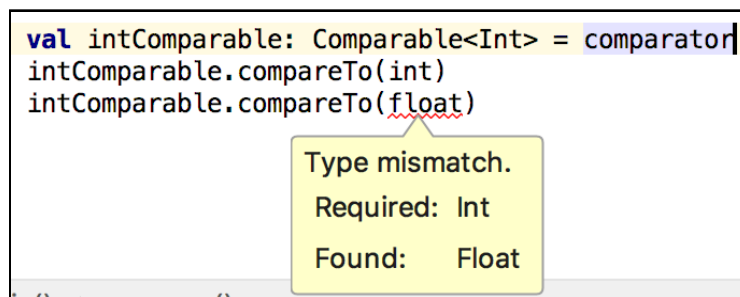 val intComparable: Comparable<Int> = comparator
intComparable.compareTo(int)
intComparable.compareTo(float)
Type mismatch.
Required: Int
Found: Float